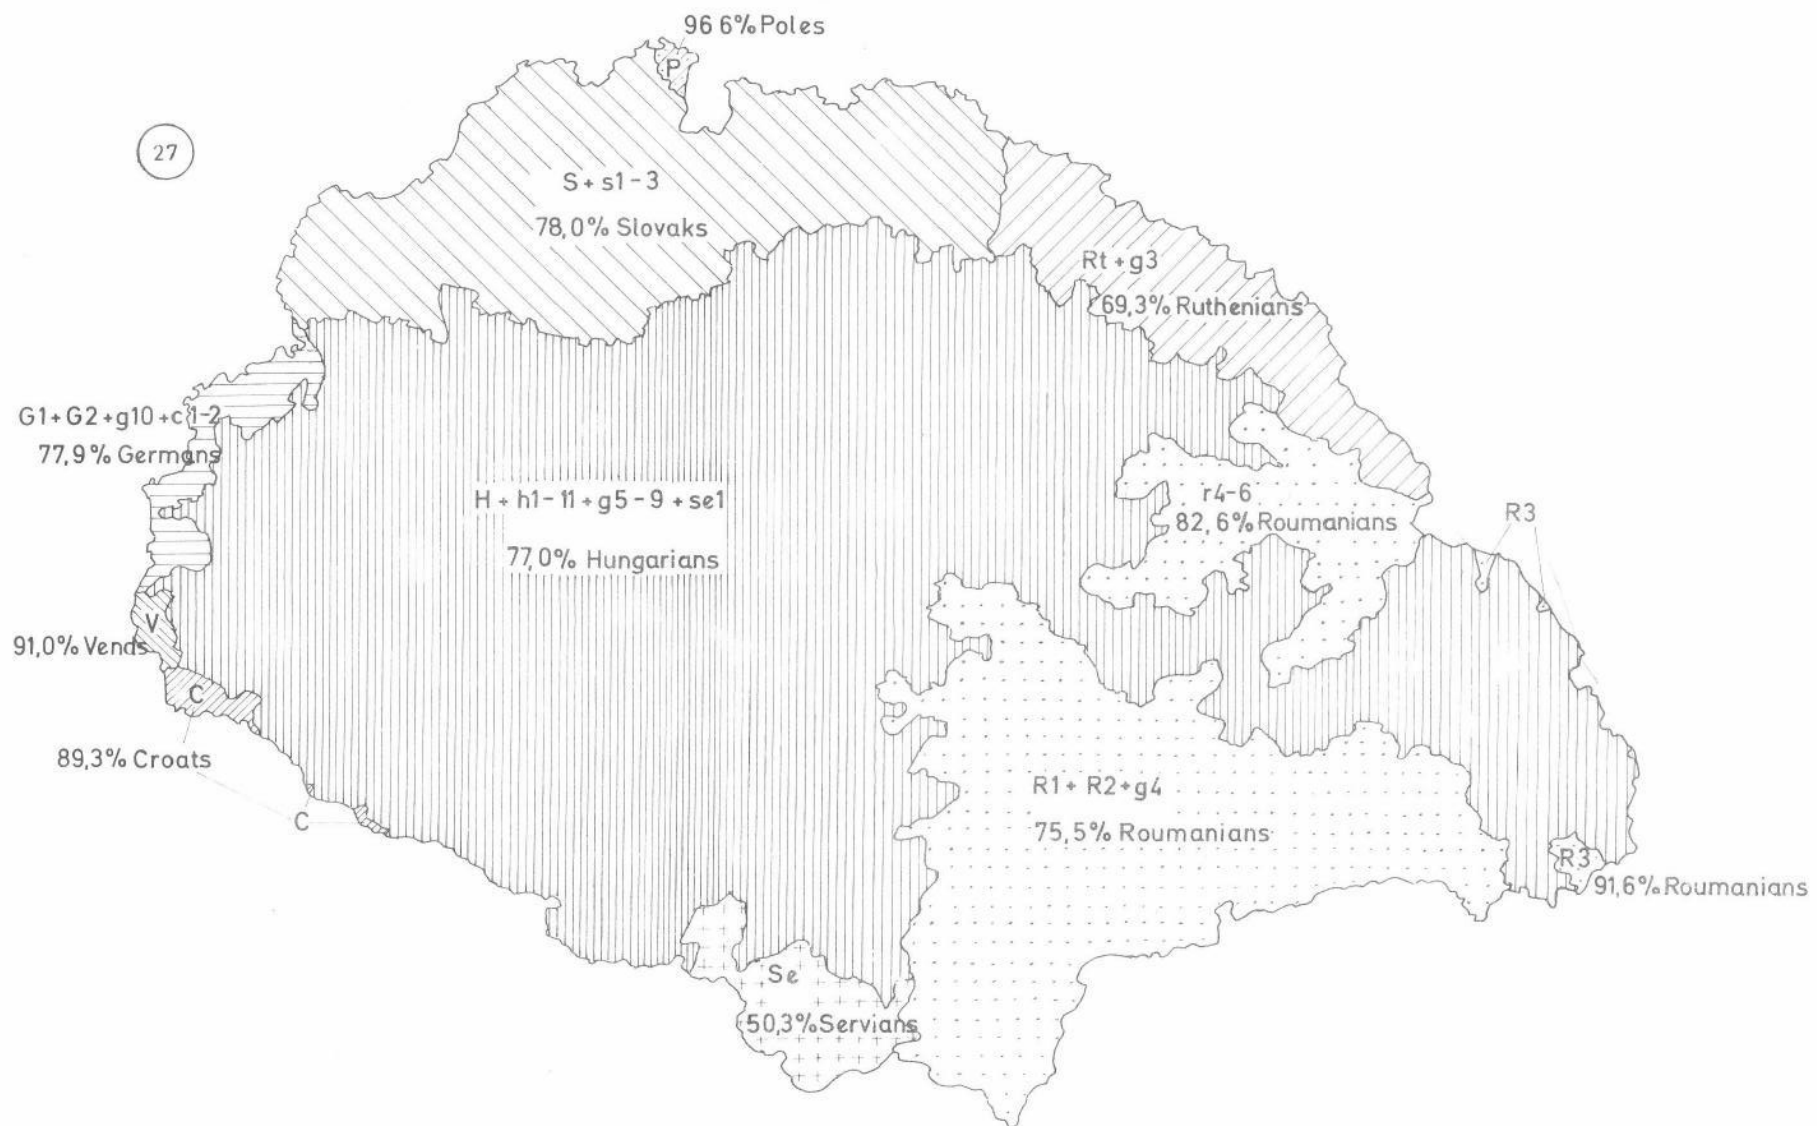 96 6% Poles
P
27
S + s1-3
78,0% Slovaks
Rt + g3
69,3% Ruthenians
G1 + G2 + g10 + c1-2
77,9% Germans
H + h1-11 + g5-9 + se1
77,0% Hungarians
r4-6
82,6% Roumanians
R3
V
91,0% Vends
C
89,3% Croats
C
R1 + R2 + g4
75,5% Roumanians
R3
91,6% Roumanians
Se
50,3% Servians